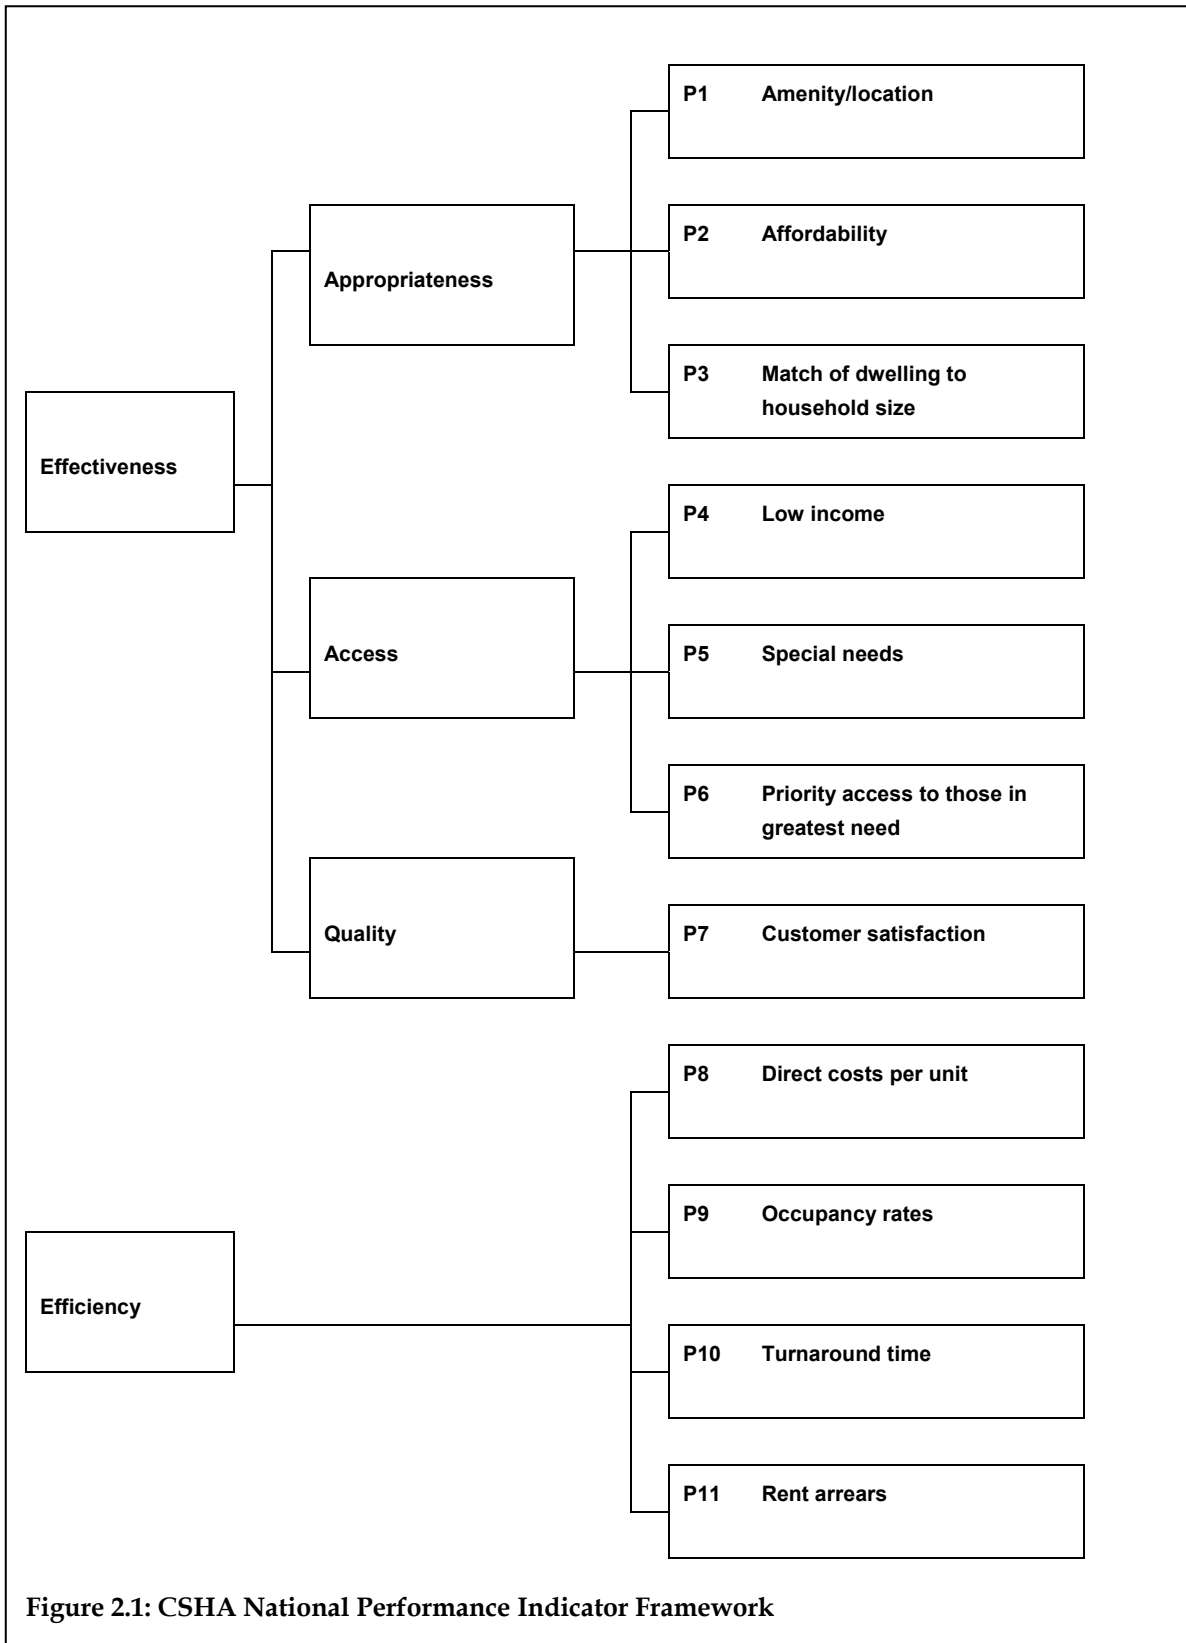 P1 Amenity/location
P2 Affordability
Appropriateness
P3 Match of dwelling to
household size
Effectiveness
P4 Low income
Access
P5 Special needs
P6 Priority access to those in
greatest need
Quality
P7 Customer satisfaction
P8 Direct costs per unit
P9 Occupancy rates
Efficiency
P10 Turnaround time
P11 Rent arrears
Figure 2.1: CSHA National Performance Indicator Framework